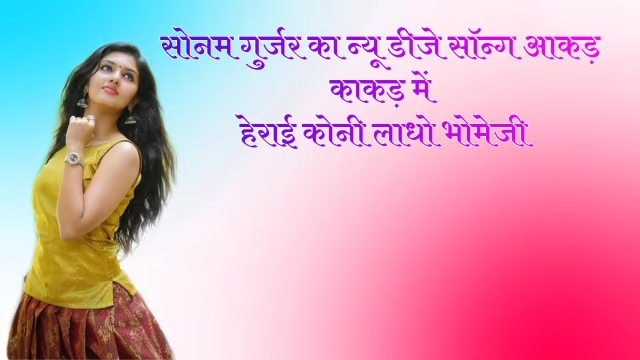 सोनम गुर्जर का न्यू डीजे सॉन्ग आकड़
काकड़ में
हेराई कोनी लाधो भोमेजी